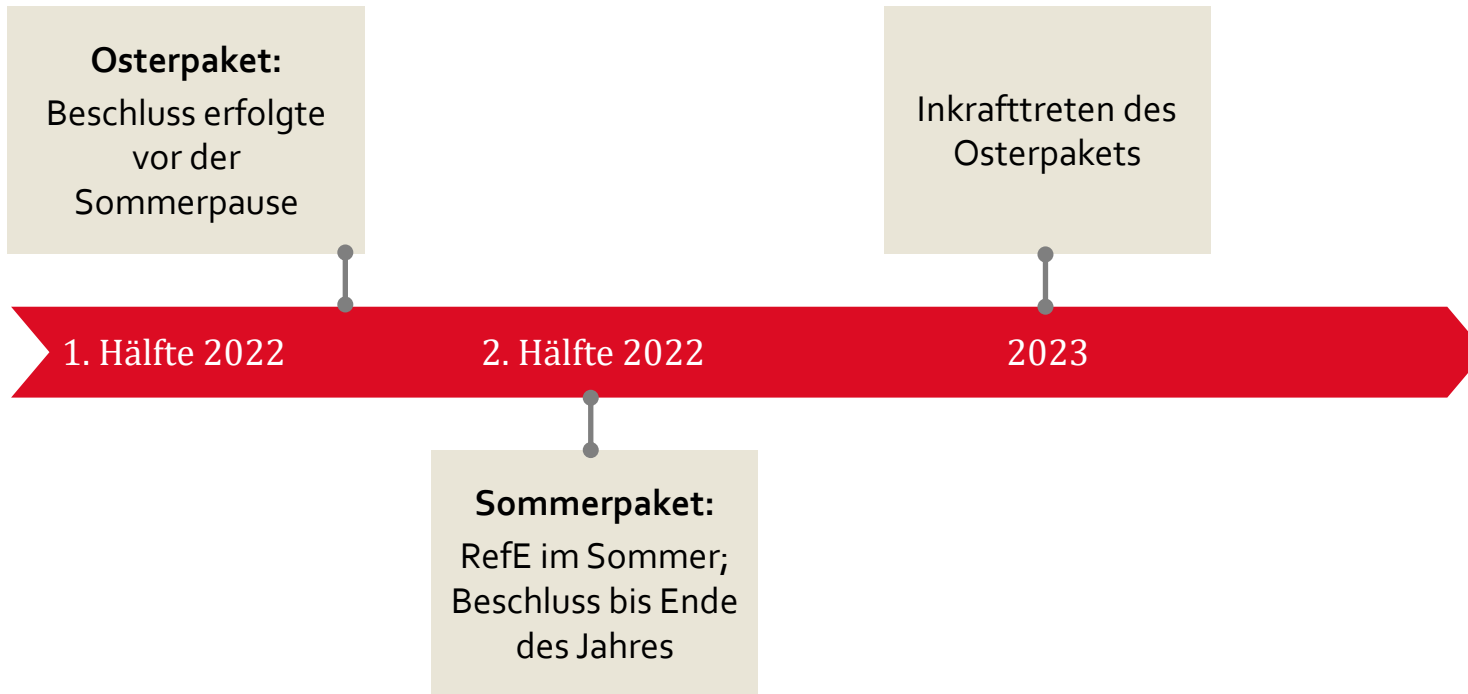 Osterpaket:
Beschluss erfolgte
vor der
Sommerpause
Inkrafttreten des
Osterpakets
1. Hälfte 2022
2. Hälfte 2022
2023
Sommerpaket:
RefE im Sommer;
Beschluss bis Ende
des Jahres